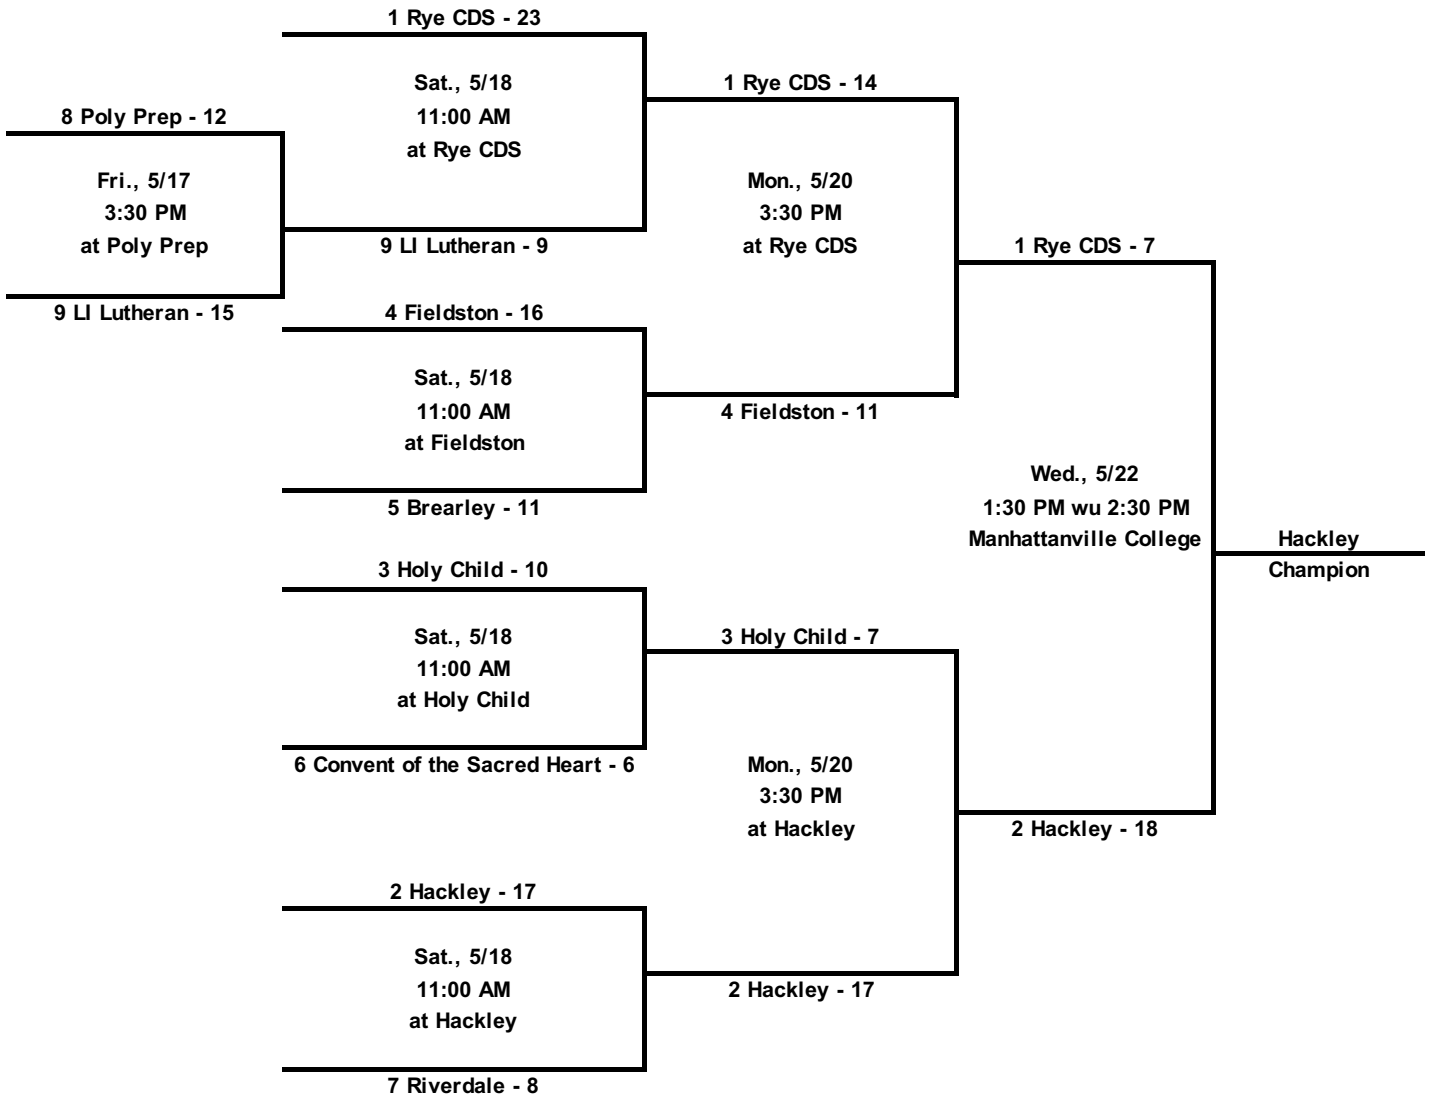 1 Rye CDS - 23
Sat., 5/18
11:00 AM
at Rye CDS
1 Rye CDS - 14
8 Poly Prep - 12
Fri., 5/17
3:30 PM
at Poly Prep
9 LI Lutheran - 9
Mon., 5/20
3:30 PM
at Rye CDS
1 Rye CDS - 7
9 LI Lutheran - 15
4 Fieldston - 16
Sat., 5/18
11:00 AM
at Fieldston
4 Fieldston - 11
5 Brearley - 11
Wed., 5/22
1:30 PM wu 2:30 PM
Manhattanville College
Hackley
Champion
3 Holy Child - 10
Sat., 5/18
11:00 AM
at Holy Child
3 Holy Child - 7
6 Convent of the Sacred Heart - 6
Mon., 5/20
3:30 PM
at Hackley
2 Hackley - 18
2 Hackley - 17
Sat., 5/18
11:00 AM
at Hackley
2 Hackley - 17
7 Riverdale - 8